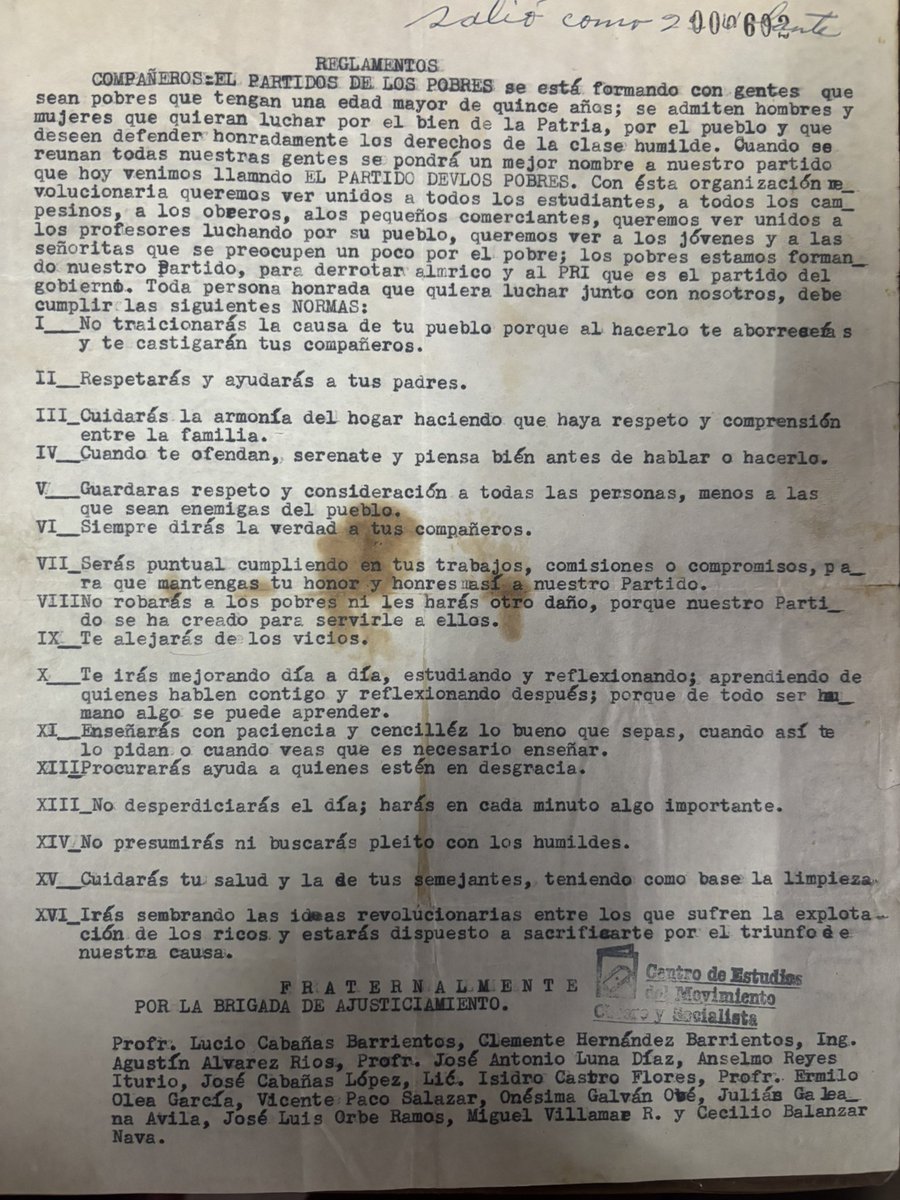 salió como 2
000602
REGLAMENTOS
COMPAÑEROS:EL PARTIDOS DE LOS POBRES se está formando con gentes que
sean pobres que tengan una edad mayor de quince años; se admiten hombres y
mujeres que quieran luchar por el bien de la Patria, por el pueblo y que
deseen defender honradamente los derechos de la clase humilde. Cuando se
reunan todas nuestras gentes se pondrá un mejor nombre a nuestro partido
que hoy venimos llamndo EL PARTIDO DEVLOS POBRES. Con ésta organización re_
volucionaria queremos ver unidos a todos los estudiantes, a todos los cam_
pesinos, a los obreros, alos pequeños comerciantes, queremos ver unidos a
los profesores luchando por su pueblo, queremos ver a los jóvenes y a las
señoritas que se preocupen un poco por el pobre; los pobres estamos forman_
do nuestro Partido, para derrotar almrico y al PRI que es el partido del
gobierno. Toda persona honrada que quiera luchar junto con nosotros, debe
cumplir las siguientes NORMAS:
I___No traicionarás la causa de tu pueblo porque al hacerlo te aborrecerás
y te castigarán tus compañeros.
II__Respetarás y ayudarás a tus padres.
III_Cuidarás la armonía del hogar haciendo que haya respeto y comprensión
entre la familia.
IV__Cuando te ofendan, serenate y piensa bién antes de hablar o hacerlo.
V___Guardaras respeto y consideración a todas las personas, menos a las
que sean enemigas del pueblo.
VI__Siempre dirás la verdad a tus compañeros.
VII_Serás puntual cumpliendo en tus trabajos, comisiones o compromisos, pa_
ra que mantengas tu honor y honres así a nuestro Partido.
VIIINo robarás a los pobres ni les harás otro daño, porque nuestro Parti_
do se ha creado para servirle a ellos.
IX__Te alejarás de los vicios.
X___Te irás mejorando día a día, estudiando y reflexionando; aprendiendo de
quienes hablen contigo y reflexionando después; porque de todo ser hu_
mano algo se puede aprender.
XI__Enseñarás con paciencia y cencilléz lo bueno que sepas, cuando así te
lo pidan o cuando veas que es necesario enseñar.
XIIIProcurarás ayuda a quienes estén en desgracia.
XIII_No desperdiciarás el día; harás en cada minuto algo importante.
XIV_No presumirás ni buscarás pleito con los humildes.
XV__Cuidarás tu salud y la de tus semejantes, teniendo como base la limpieza
XVI_Irás sembrando las ideas revolucionarias entre los que sufren la explota_
ción de los ricos y estarás dispuesto a sacrificarte por el triunfo de
nuestra causa.
F R A T E R N A L M E N T E
POR LA BRIGADA DE AJUSTICIAMIENTO.
Centro de Estudios
del Movimiento
Obrero y Socialista
Profr. Lucio Cabañas Barrientos, Clemente Hernández Barrientos, Ing.
Agustín Alvarez Rios, Profr. José Antonio Luna Díaz, Anselmo Reyes
Iturio, José Cabañas López, Lic. Isidro Castro Flores, Profr. Ermilo
Olea García, Vicente Paco Salazar, Onésima Galván Julián Galea_
na Avila, José Luis Orbe Ramos, Miguel Villamar R. y Cecilio Balanzar
Nava.